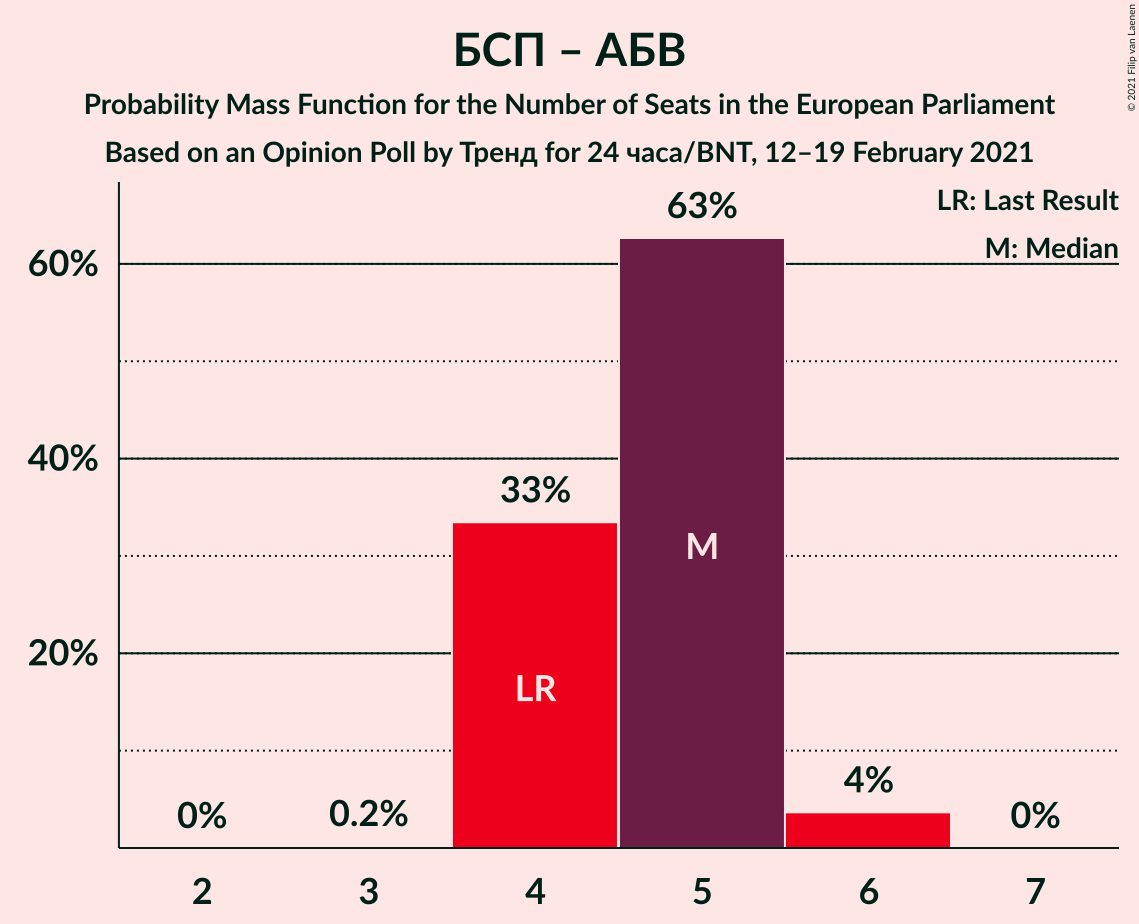 БСП – АБВ
Probability Mass Function for the Number of Seats in the European Parliament
Based on an Opinion Poll by Тренд for 24 часа/BNT, 12–19 February 2021
© 2021 Filip van Laenen
LR: Last Result
M: Median
60%
40%
20%
0%
0.2%
33%
63%
4%
0%
LR
M
2
3
4
5
6
7